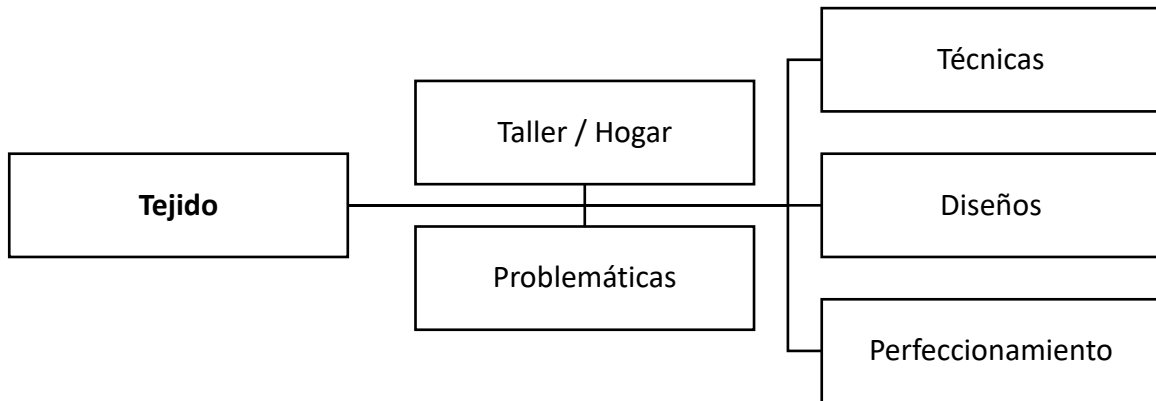 Tejido
Taller / Hogar
Problemáticas
Técnicas
Diseños
Perfeccionamiento